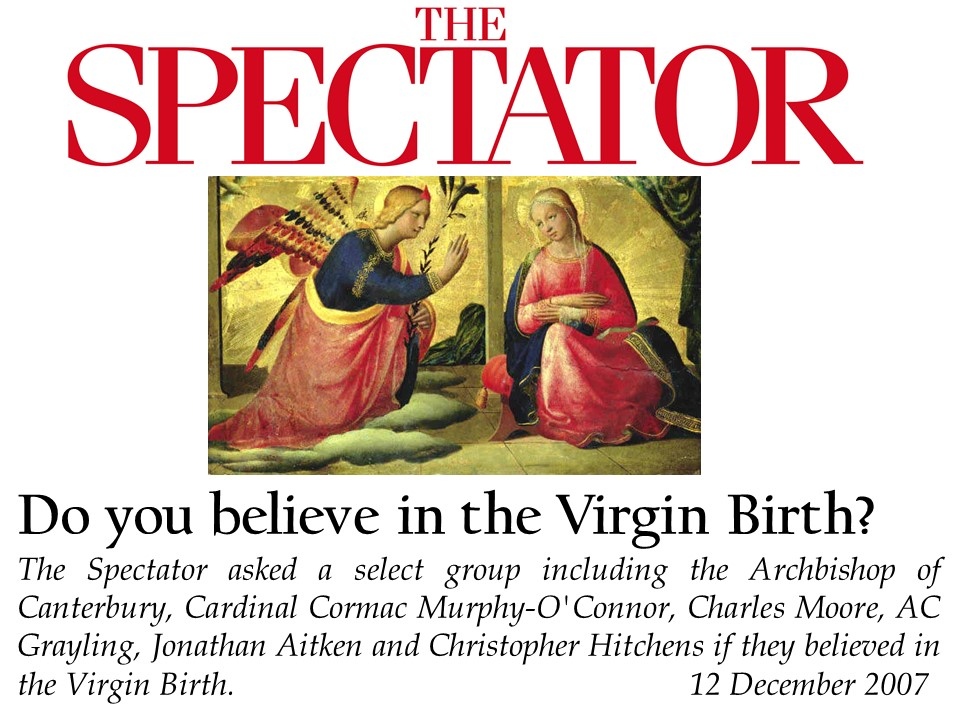 THE
SPECTATOR
Do you believe in the Virgin Birth?
The Spectator asked a select group including the Archbishop of
Canterbury, Cardinal Cormac Murphy-O'Connor, Charles Moore, AC
Grayling, Jonathan Aitken and Christopher Hitchens if they believed in
the Virgin Birth. 12 December 2007